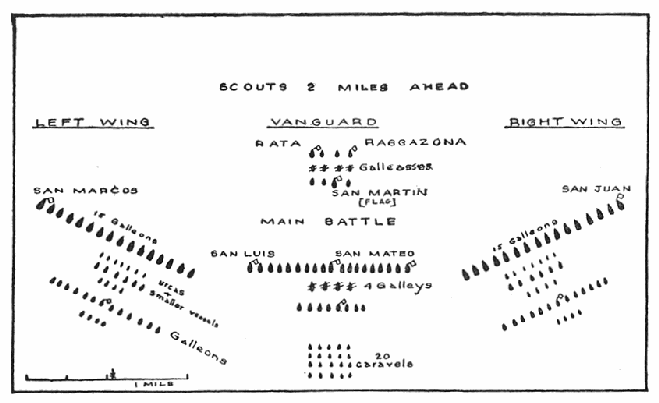 SCOUTS 2 MILES AHEAD
LEFT WING
VANGUARD
RIGHT WING
RATA
RAGGAZONA
Galleasses
SAN MARTIN
[FLAG]
SAN MARCOS
15 Galleons
URCAS
+
Smaller vessels
Galleons
MAIN BATTLE
SAN LUIS
SAN MATEO
4 Galleys
20
caravels
SAN JUAN
15 Galleons
1 MILE